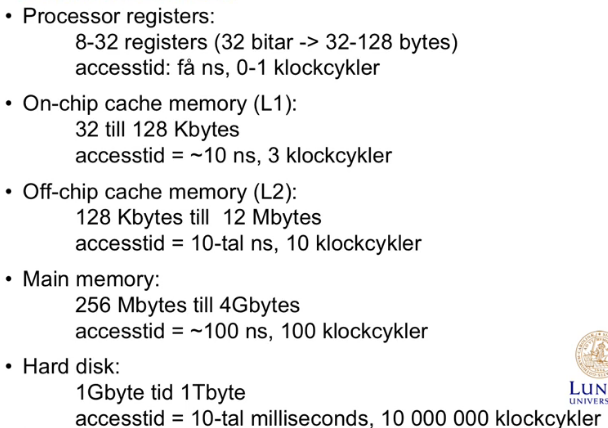 • Processor registers:
8-32 registers (32 bitar -> 32-128 bytes)
accesstid: få ns, 0-1 klockcykler
• On-chip cache memory (L1):
32 till 128 Kbytes
accesstid = ~10 ns, 3 klockcykler
• Off-chip cache memory (L2):
128 Kbytes till  12 Mbytes
accesstid = 10-tal ns, 10 klockcykler
• Main memory:
256 Mbytes till 4Gbytes
accesstid = ~100 ns, 100 klockcykler
• Hard disk:
1Gbyte tid 1Tbyte
accesstid = 10-tal milliseconds, 10 000 000 klockcykler
LUN
UNIVERS